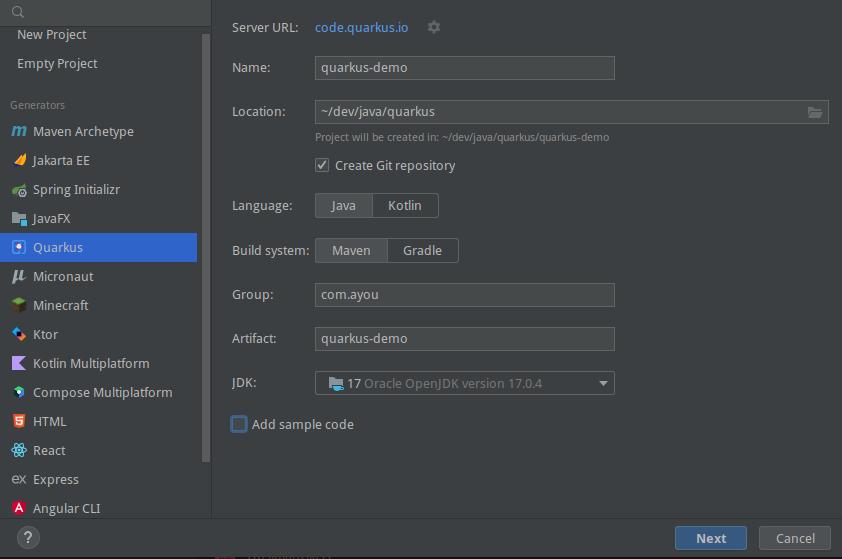 New Project
Empty Project
Generators
m Maven Archetype
Jakarta EE
Spring Initializr
JavaFX
Quarkus
μ Micronaut
Minecraft
Ktor
Kotlin Multiplatform
Compose Multiplatform
5 HTML
React
ex Express
A Angular CLI
?
Server URL: code.quarkus.io
Name: quarkus-demo
Location: ~/dev/java/quarkus
Project will be created in: ~/dev/java/quarkus/quarkus-demo
Create Git repository
Language: Java Kotlin
Build system: Maven Gradle
Group: com.ayou
Artifact: quarkus-demo
JDK: 17 Oracle OpenJDK version 17.0.4
Add sample code
Next Cancel